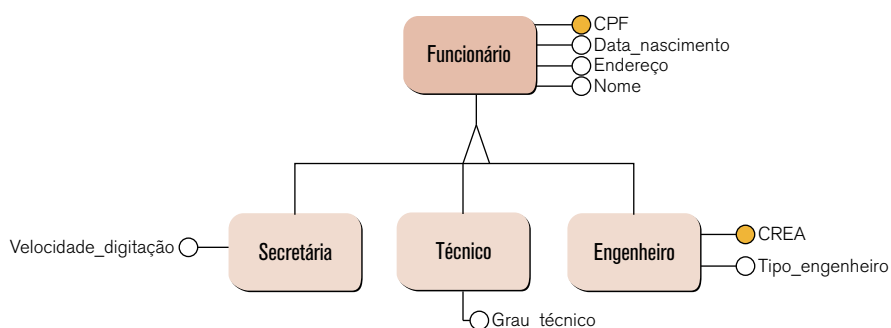 Funcionário
CPF
Data_nascimento
Endereço
Nome
Velocidade_digitação
Secretária
Técnico
Engenheiro
CREA
Tipo_engenheiro
Grau_técnico